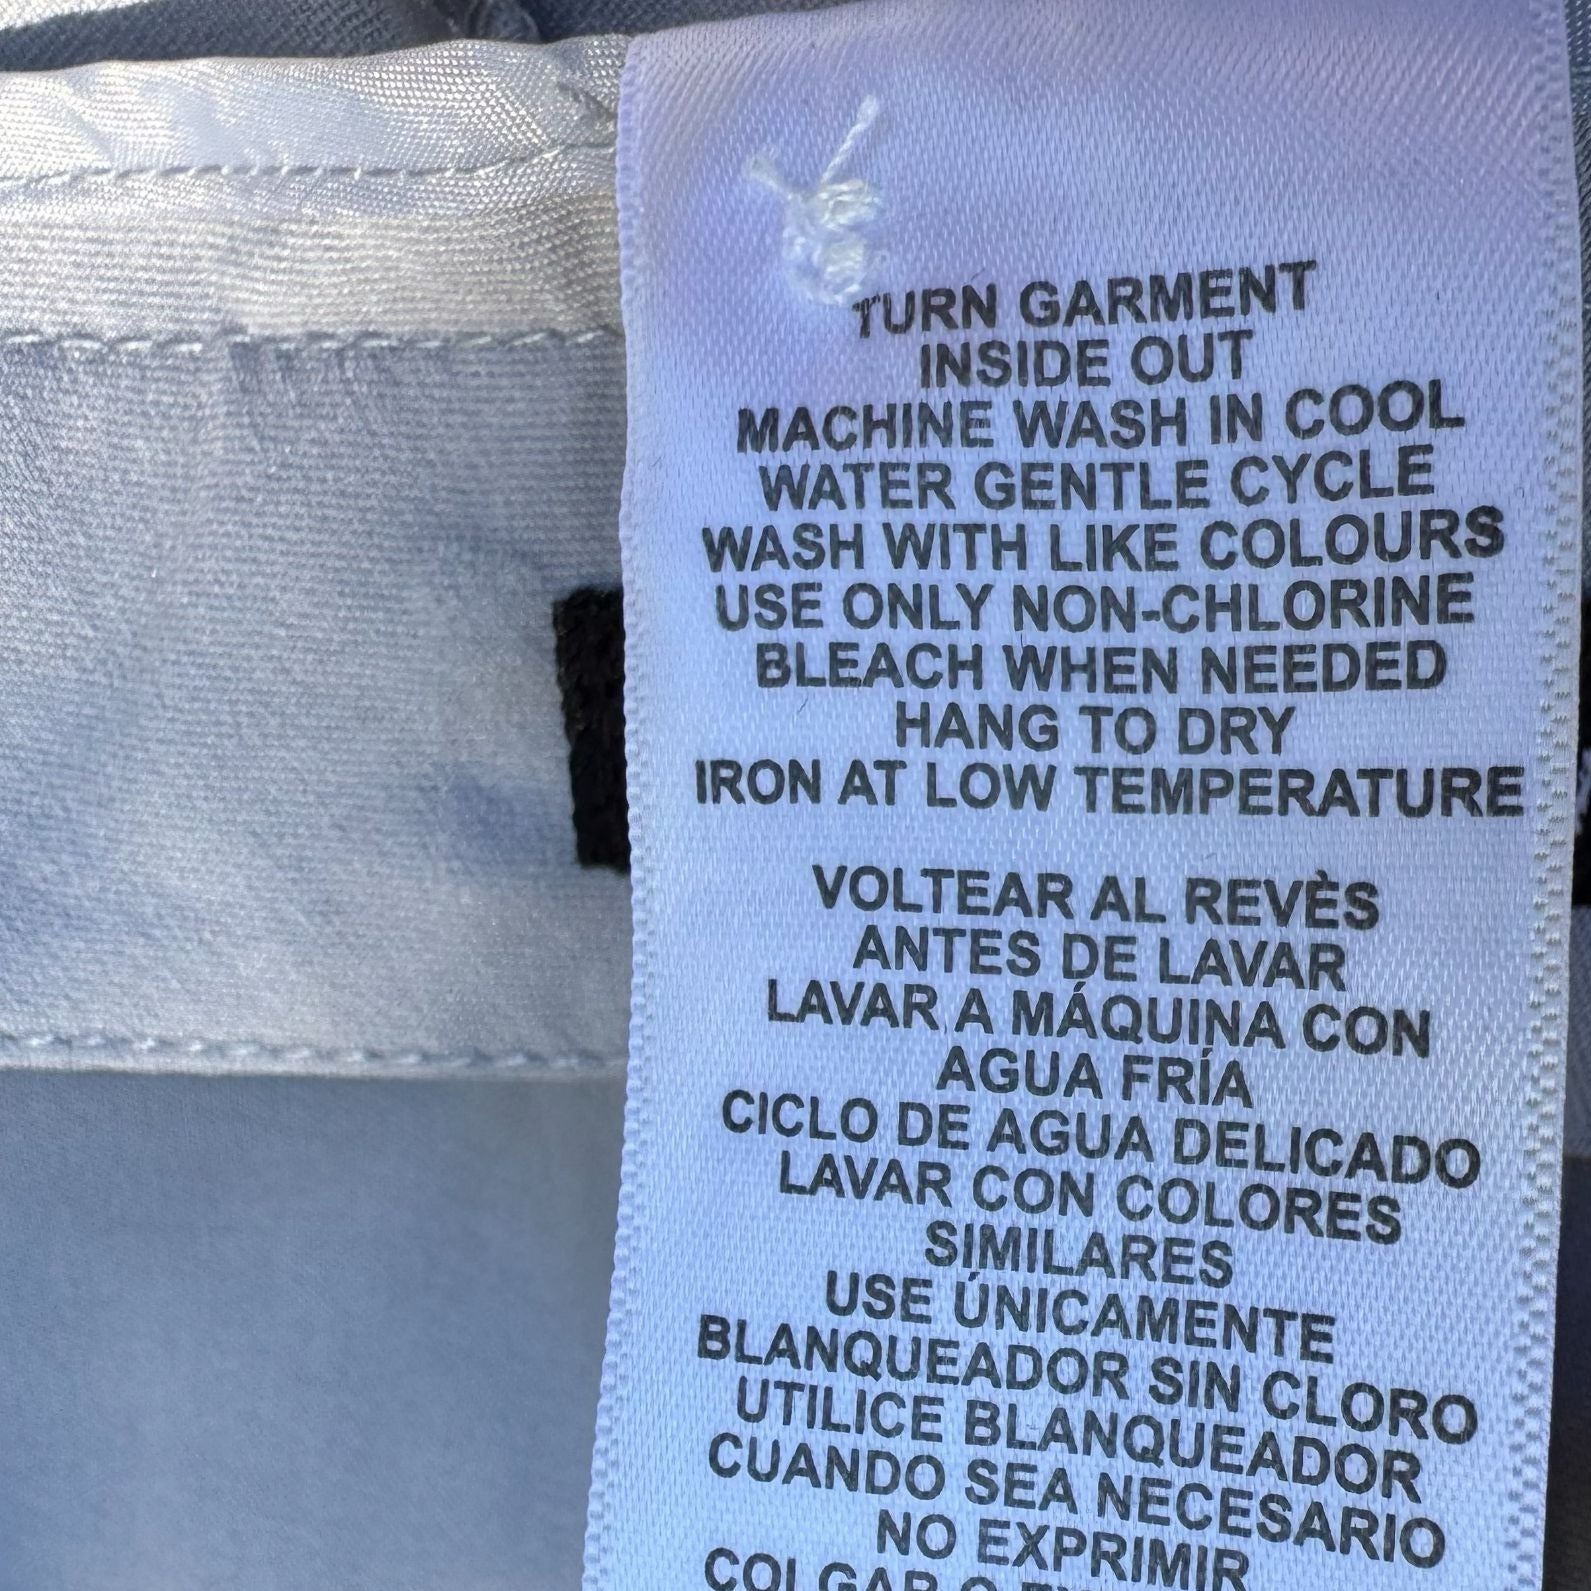 TURN GARMENT
INSIDE OUT
MACHINE WASH IN COOL
WATER GENTLE CYCLE
WASH WITH LIKE COLOURS
USE ONLY NON-CHLORINE
BLEACH WHEN NEEDED
HANG TO DRY
IRON AT LOW TEMPERATURE
VOLTEAR AL REVÈS
ANTES DE LAVAR
LAVAR A MÁQUINA CON
AGUA FRÍA
CICLO DE AGUA DELICADO
LAVAR CON COLORES
SIMILARES
USE ÚNICAMENTE
BLANQUEADOR SIN CLORO
UTILICE BLANQUEADOR
CUANDO SEA NECESARIO
NO EXPRIMIR
COLGAR O